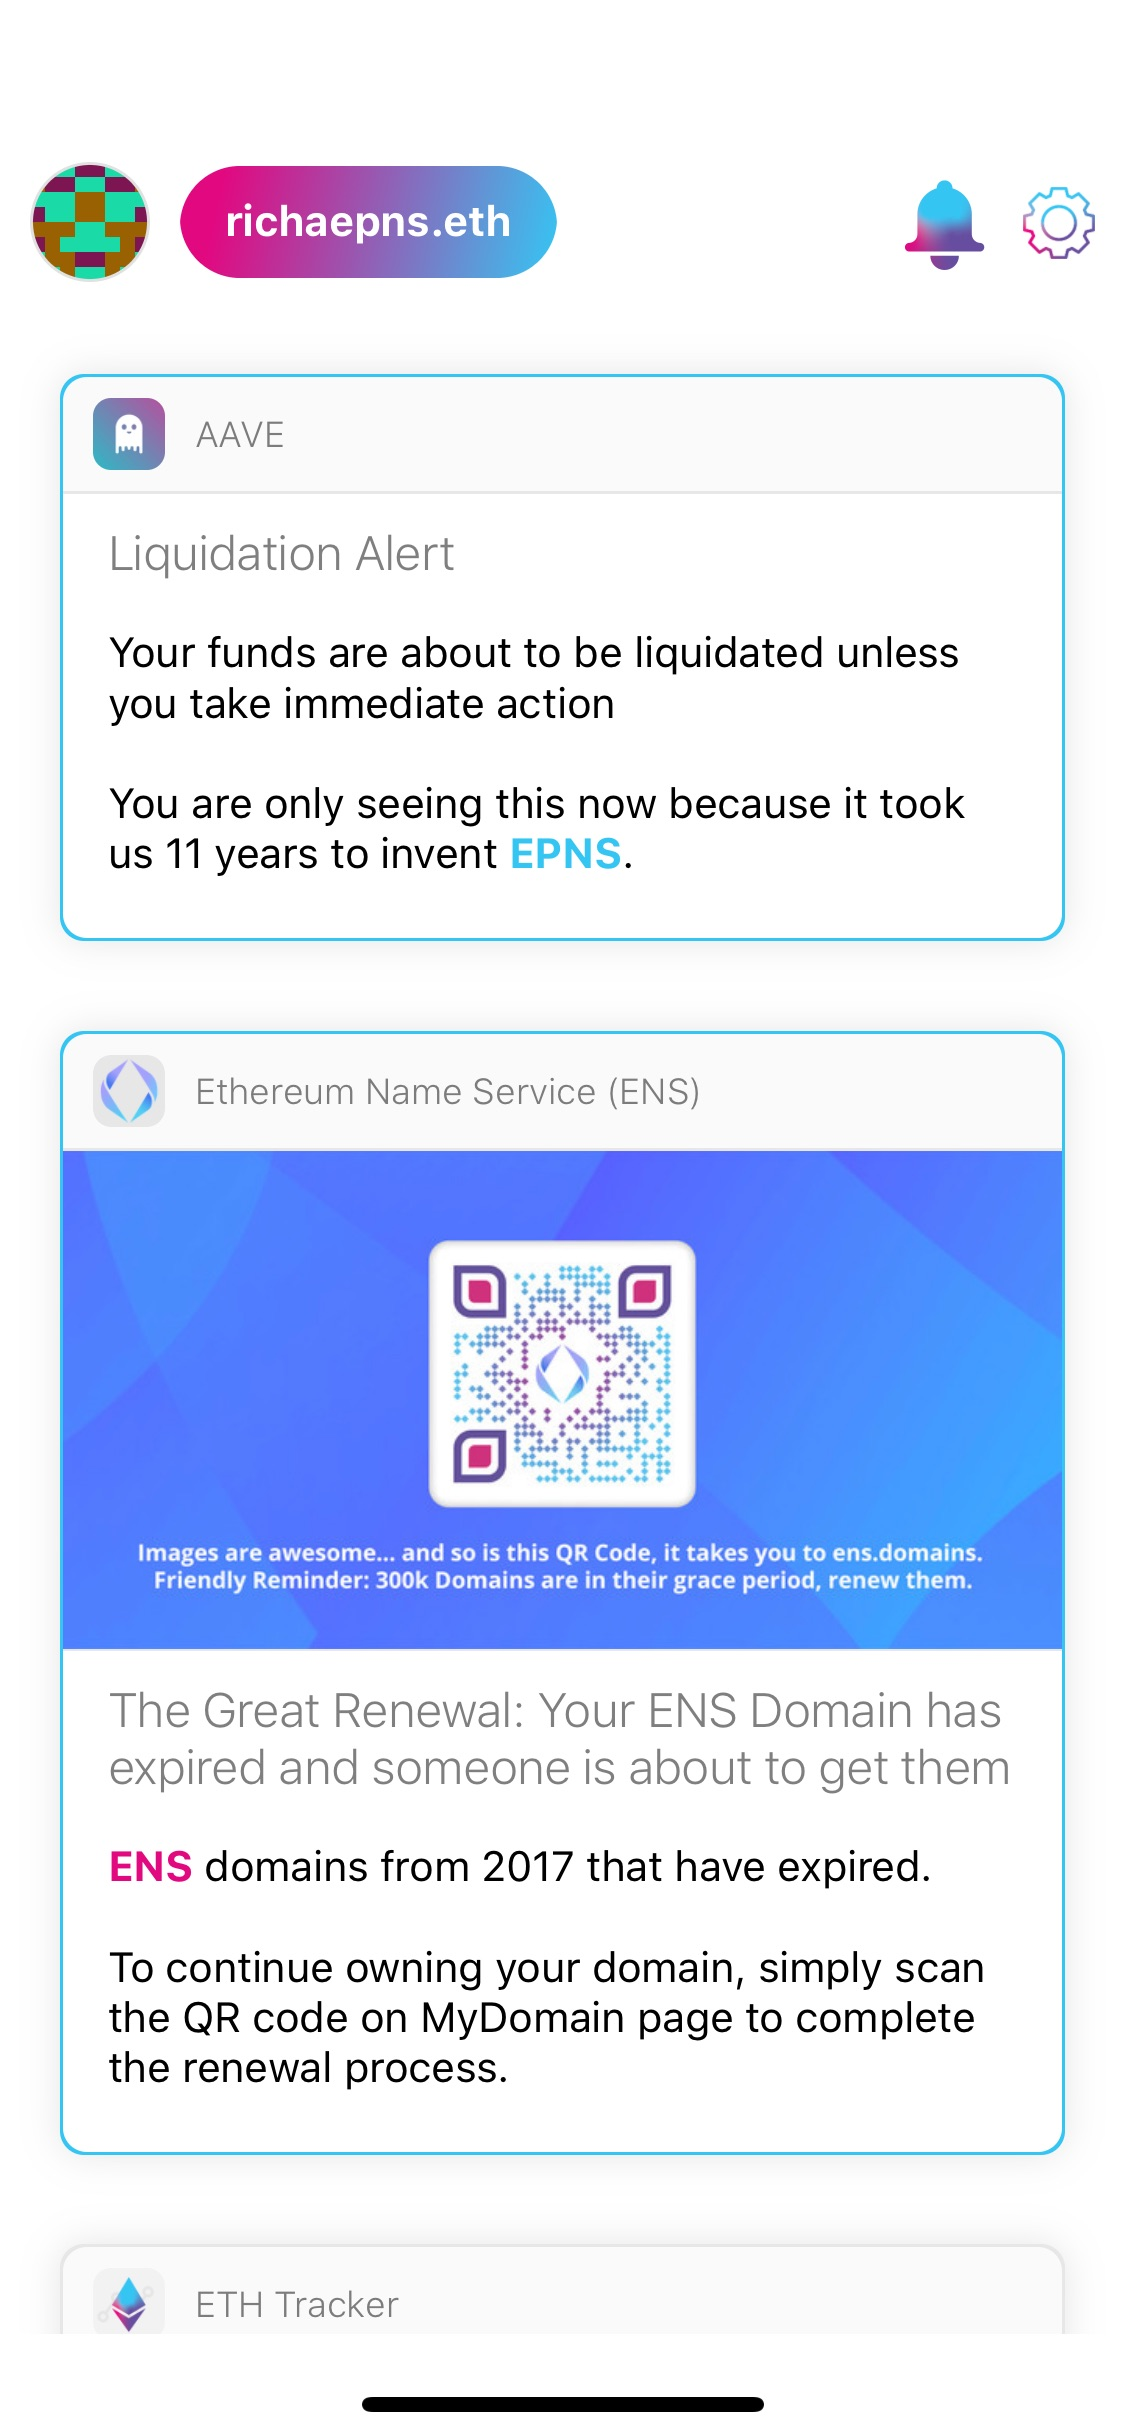 richaepns.eth
AAVE
Liquidation Alert
Your funds are about to be liquidated unless
you take immediate action
You are only seeing this now because it took
us 11 years to invent EPNS.
Ethereum Name Service (ENS)
Images are awesome... and so is this QR Code, it takes you to ens.domains.
Friendly Reminder: 300k Domains are in their grace period, renew them.
The Great Renewal: Your ENS Domain has
expired and someone is about to get them
ENS domains from 2017 that have expired.
To continue owning your domain, simply scan
the QR code on MyDomain page to complete
the renewal process.
ETH Tracker